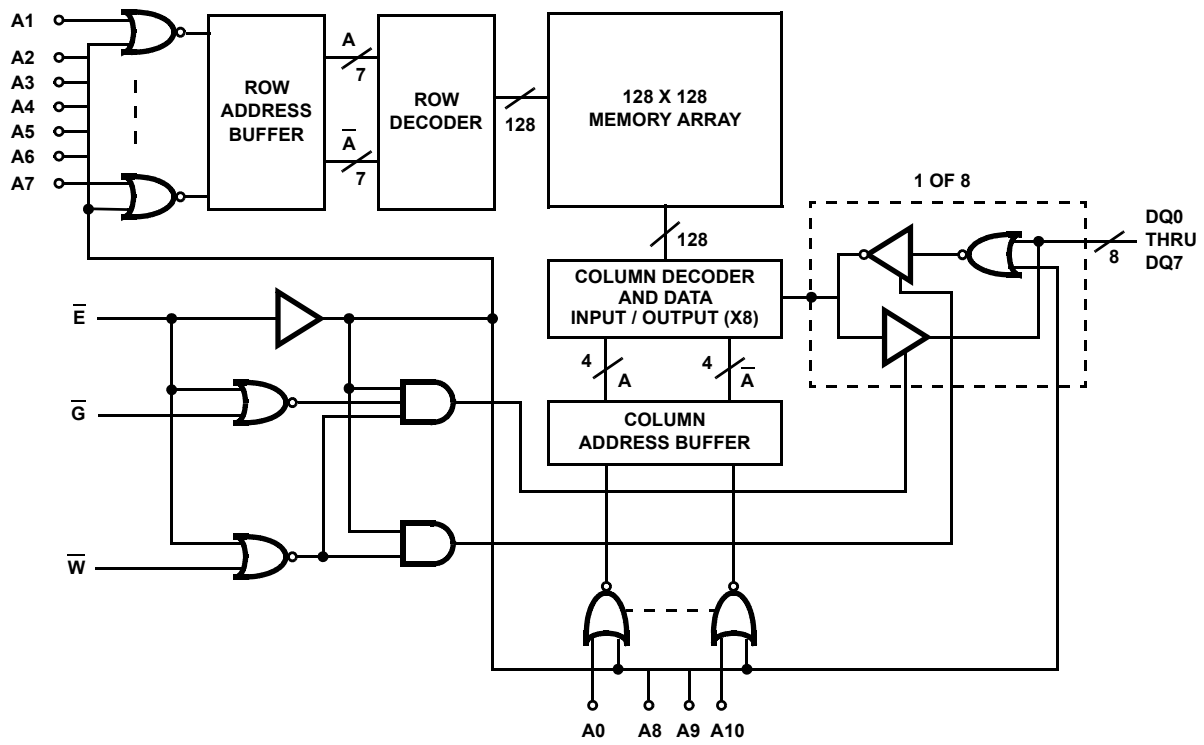 A1
A2
A3
A4
A5
A6
A7
ROW
ADDRESS
BUFFER
A
7
A̅
7
ROW
DECODER
128
128 X 128
MEMORY ARRAY
1 OF 8
DQ0
THRU
DQ7
8
128
COLUMN DECODER
AND DATA
INPUT / OUTPUT (X8)
E̅
G̅
W̅
4
A
4
A̅
COLUMN
ADDRESS BUFFER
A0
A8
A9
A10